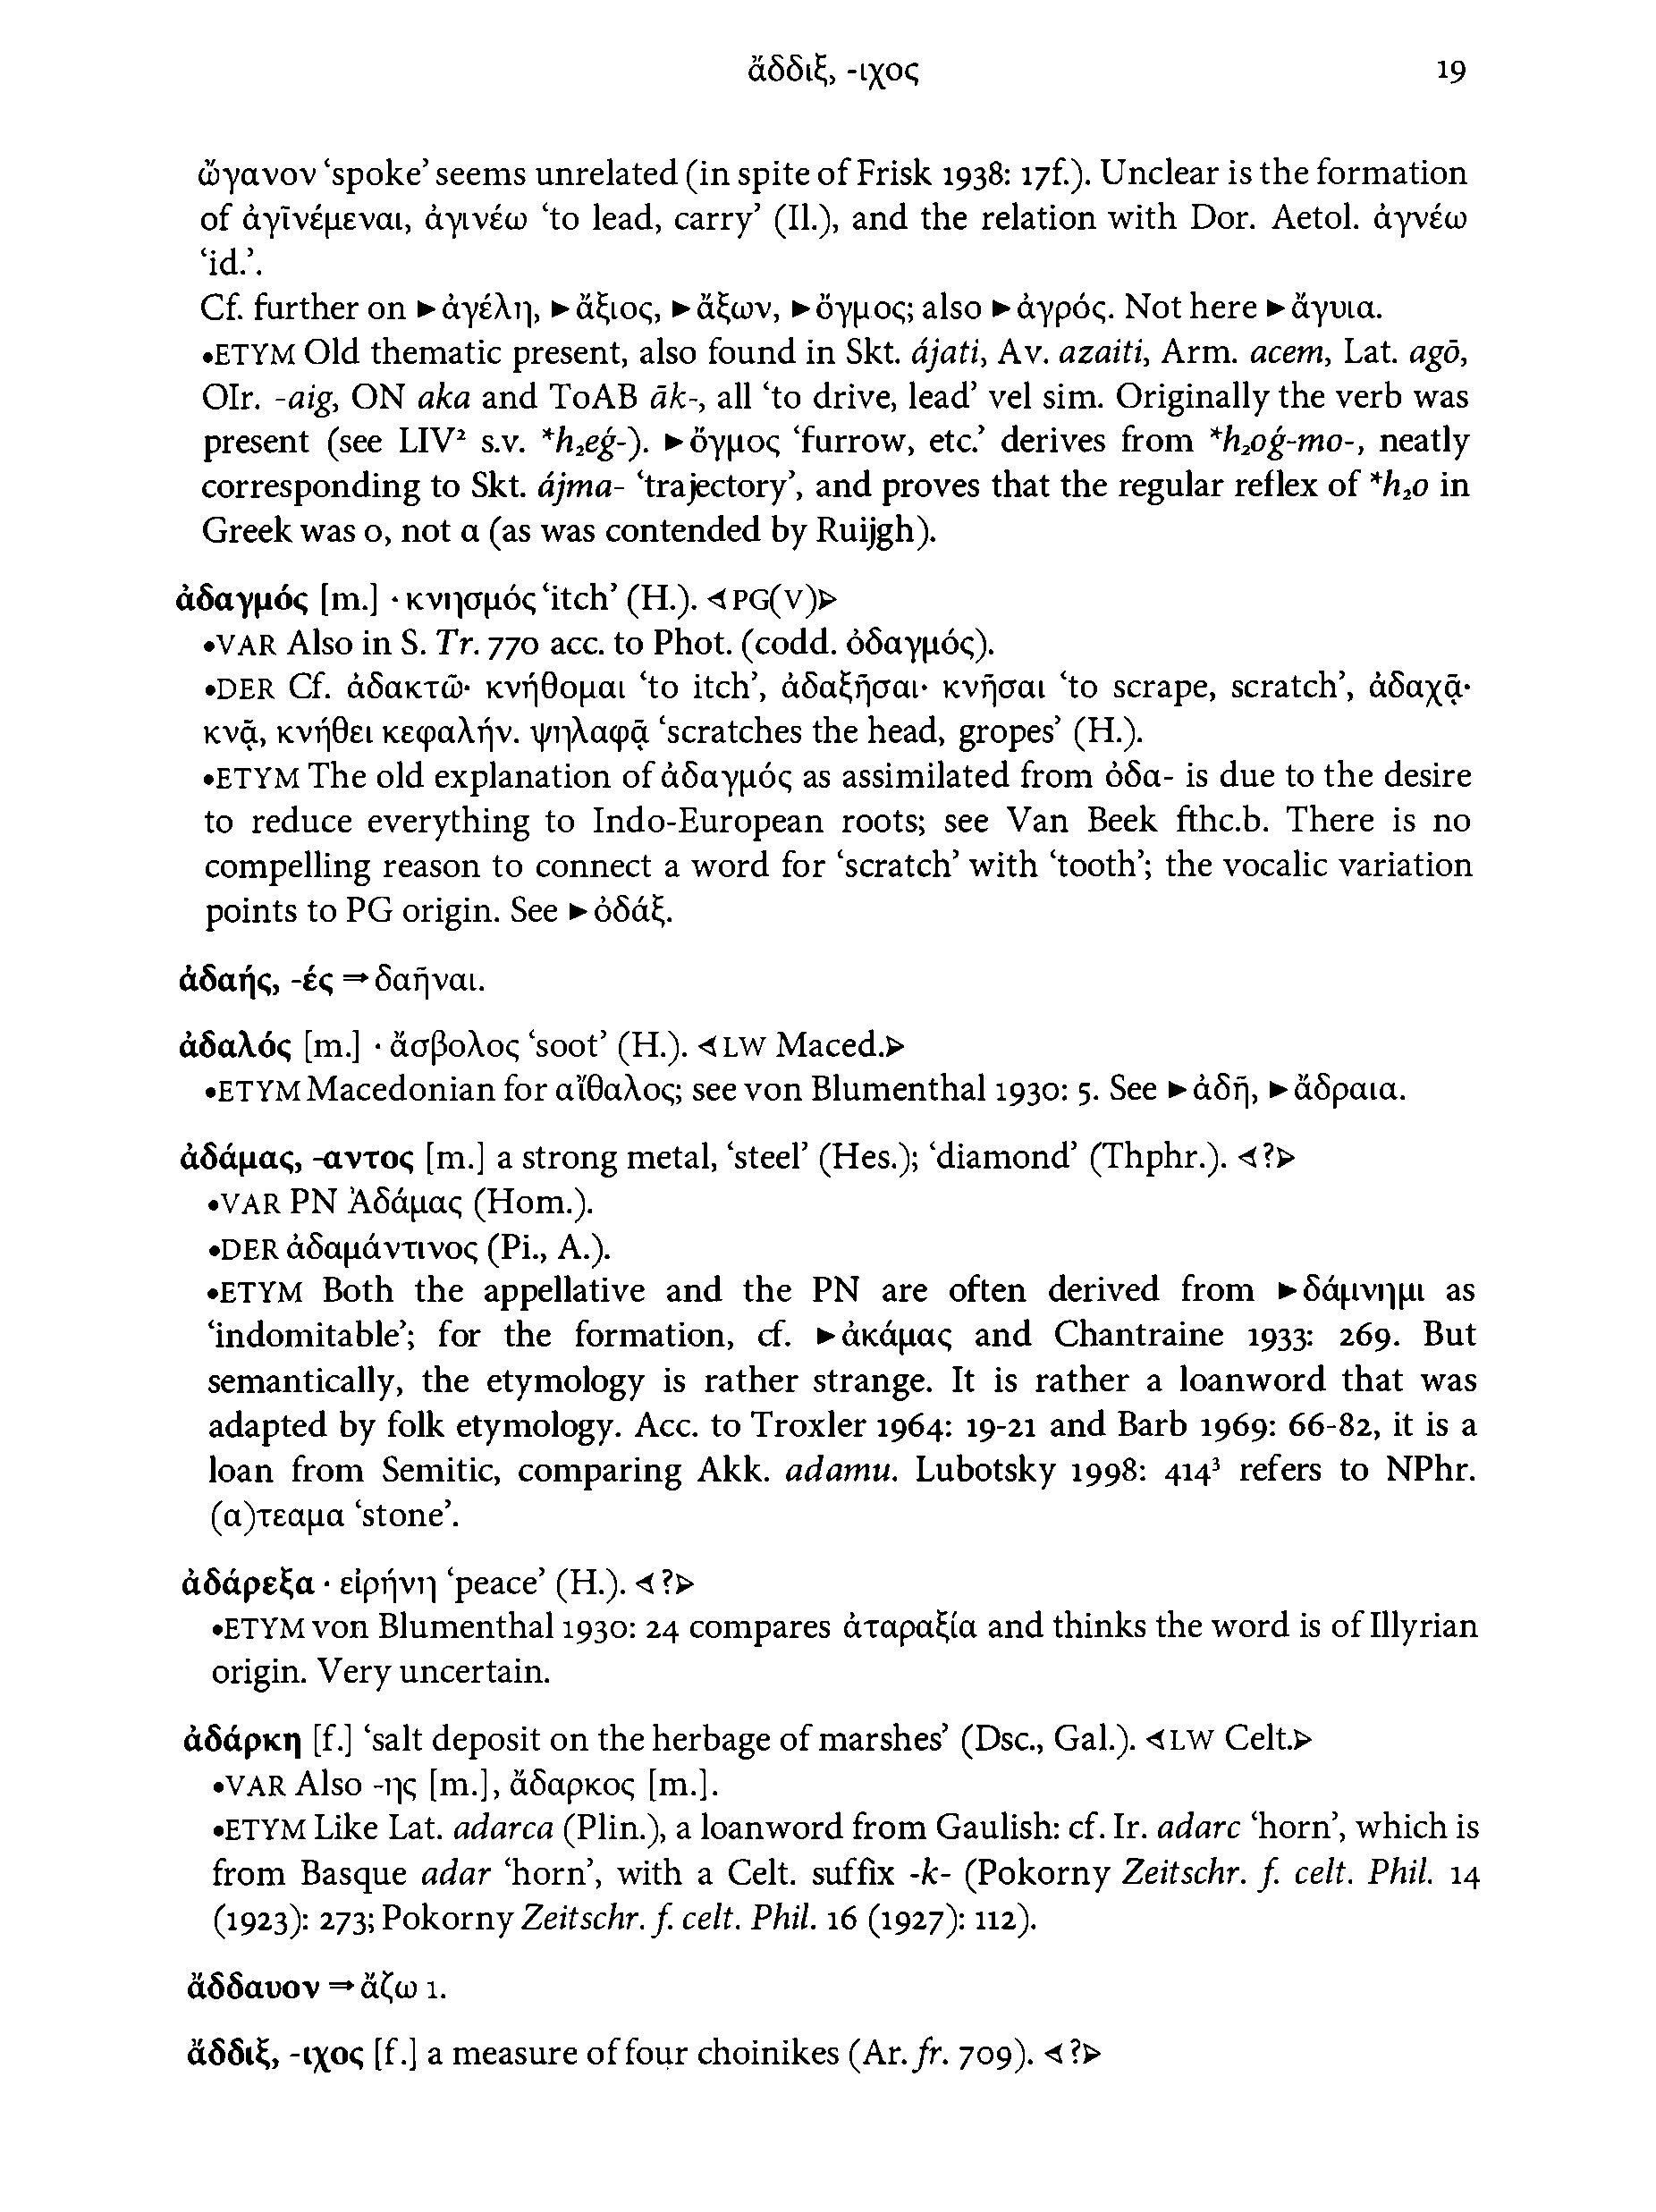 ἄδδιξ, -ιχος 19
ὤγανον ‘spoke’ seems unrelated (in spite of Frisk 1938: 17f.). Unclear is the formation
of ἀγῑνέμεναι, ἀγινέω ‘to lead, carry’ (Il.), and the relation with Dor. Aetol. ἀγνέω
‘id.’.
Cf. further on ►ἀγέλη, ►ἄξιος, ►ἄξων, ►ὄγμος; also ►ἀγρός. Not here ►ἄγυια.
•ETYM Old thematic present, also found in Skt. ájati, Av. azaiti, Arm. acem, Lat. agō,
OIr. -aig, ON aka and ToAB āk-, all ‘to drive, lead’ vel sim. Originally the verb was
present (see LIV² s.v. *h₂eǵ-). ►ὄγμος ‘furrow, etc.’ derives from *h₂oǵ-mo-, neatly
corresponding to Skt. ájma- ‘trajectory’, and proves that the regular reflex of *h₂o in
Greek was ο, not α (as was contended by Ruijgh).
ἀδαγμός [m.] · κνησμός ‘itch’ (H.). ◁PG(V)▷
•VAR Also in S. Tr. 770 acc. to Phot. (codd. ὀδαγμός).
•DER Cf. ἀδακτῶ· κνήθομαι ‘to itch’, ἀδαξῆσαι· κνῆσαι ‘to scrape, scratch’, ἀδαχᾷ·
κνᾷ, κνήθει κεφαλήν. ψηλαφᾷ ‘scratches the head, gropes’ (H.).
•ETYM The old explanation of ἀδαγμός as assimilated from ὀδα- is due to the desire
to reduce everything to Indo-European roots; see Van Beek fthc.b. There is no
compelling reason to connect a word for ‘scratch’ with ‘tooth’; the vocalic variation
points to PG origin. See ►ὀδάξ.
ἀδαής, -ές ⇒δαῆναι.
ἀδαλός [m.] · ἄσβολος ‘soot’ (H.). ◁LW Maced.▷
•ETYM Macedonian for αἴθαλος; see von Blumenthal 1930: 5. See ►ἀδῆ, ►ἄδραια.
ἀδάμας, -αντος [m.] a strong metal, ‘steel’ (Hes.); ‘diamond’ (Thphr.). ◁?▷
•VAR PN Ἀδάμας (Hom.).
•DER ἀδαμάντινος (Pi., A.).
•ETYM Both the appellative and the PN are often derived from ►δάμνημι as
‘indomitable’; for the formation, cf. ►ἀκάμας and Chantraine 1933: 269. But
semantically, the etymology is rather strange. It is rather a loanword that was
adapted by folk etymology. Acc. to Troxler 1964: 19-21 and Barb 1969: 66-82, it is a
loan from Semitic, comparing Akk. adamu. Lubotsky 1998: 414³ refers to NPhr.
(α)τεαμα ‘stone’.
ἀδάρεξα · εἰρήνη ‘peace’ (H.). ◁?▷
•ETYM von Blumenthal 1930: 24 compares ἀταραξία and thinks the word is of Illyrian
origin. Very uncertain.
ἀδάρκη [f.] ‘salt deposit on the herbage of marshes’ (Dsc., Gal.). ◁LW Celt.▷
•VAR Also -ης [m.], ἄδαρκος [m.].
•ETYM Like Lat. adarca (Plin.), a loanword from Gaulish: cf. Ir. adarc ‘horn’, which is
from Basque adar ‘horn’, with a Celt. suffix -k- (Pokorny Zeitschr. f. celt. Phil. 14
(1923): 273; Pokorny Zeitschr. f. celt. Phil. 16 (1927): 112).
ἄδδαυον ⇒ἄζω 1.
ἄδδιξ, -ιχος [f.] a measure of four choinikes (Ar. fr. 709). ◁?▷